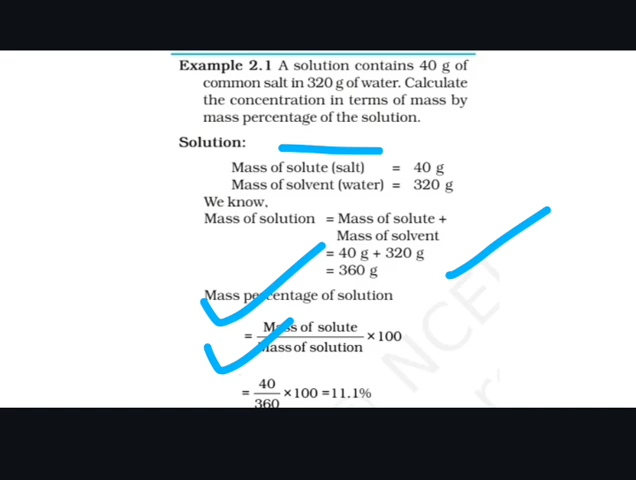 Example 2.1 A solution contains 40 g of
common salt in 320 g of water. Calculate
the concentration in terms of mass by
mass percentage of the solution.
Solution:
Mass of solute (salt) = 40 g
Mass of solvent (water) = 320 g
We know,
Mass of solution = Mass of solute +
Mass of solvent
= 40 g + 320 g
= 360 g
Mass percentage of solution
= Mass of solute / Mass of solution ×100
= 40 / 360 ×100 =11.1%
NCE